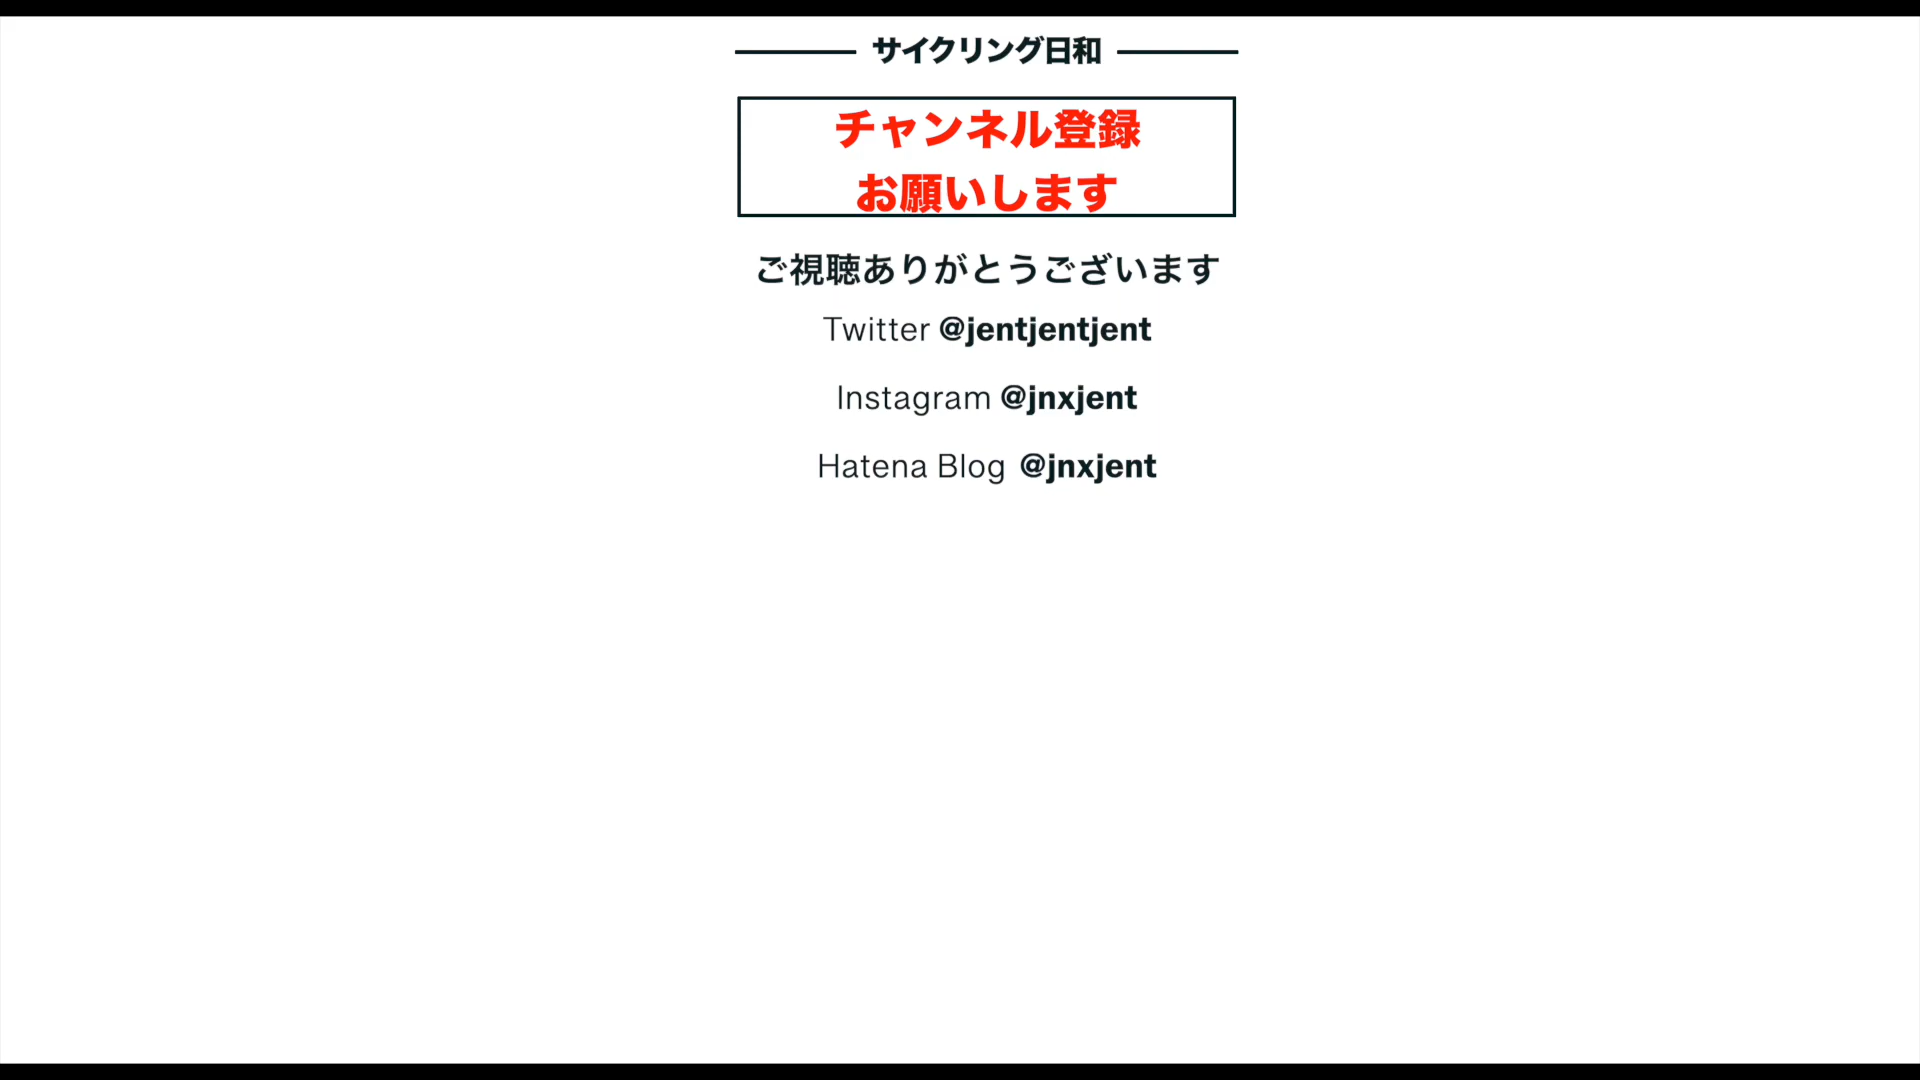 サイクリング日和
チャンネル登録
お願いします
ご視聴ありがとうございます
Twitter @jentjentjent
Instagram @jnxjent
Hatena Blog @jnxjent